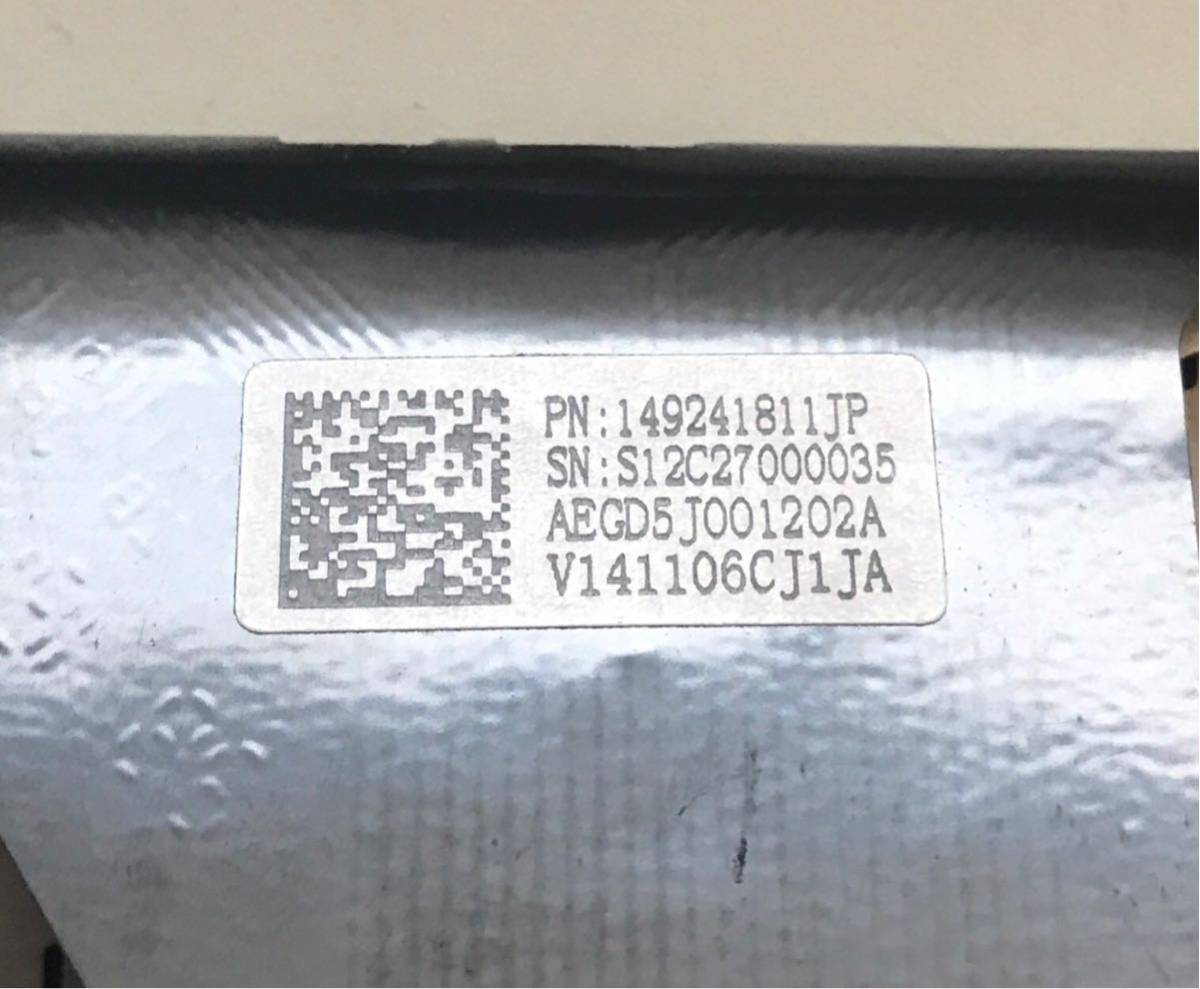 PN:149241811JP
SN:S12C27000035
AEGD5J001202A
V141106CJ1JA